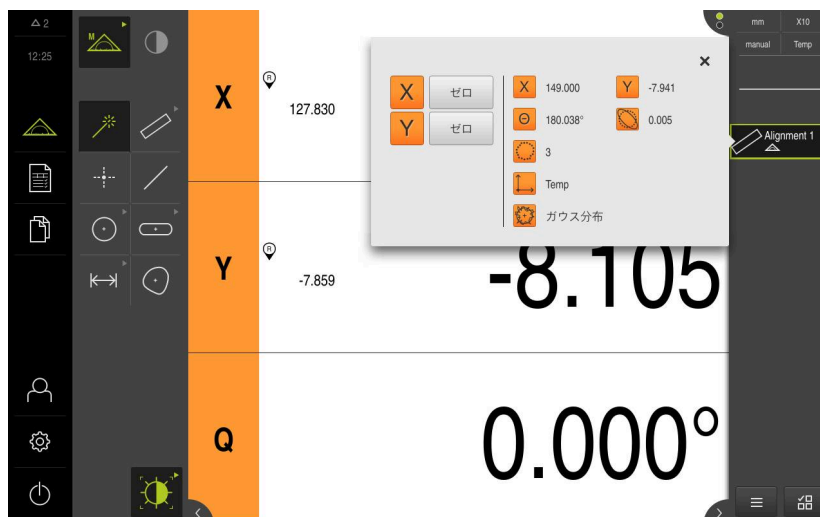 2
12:25
M
X
R
127.830
X ゼロ
Y ゼロ
X 149.000
Y -7.941
Θ 180.038°
0.005
3
Temp
ガウス分布
mm X10
manual Temp
Alignment 1
Y
R
-7.859
-8.105
Q
0.000°